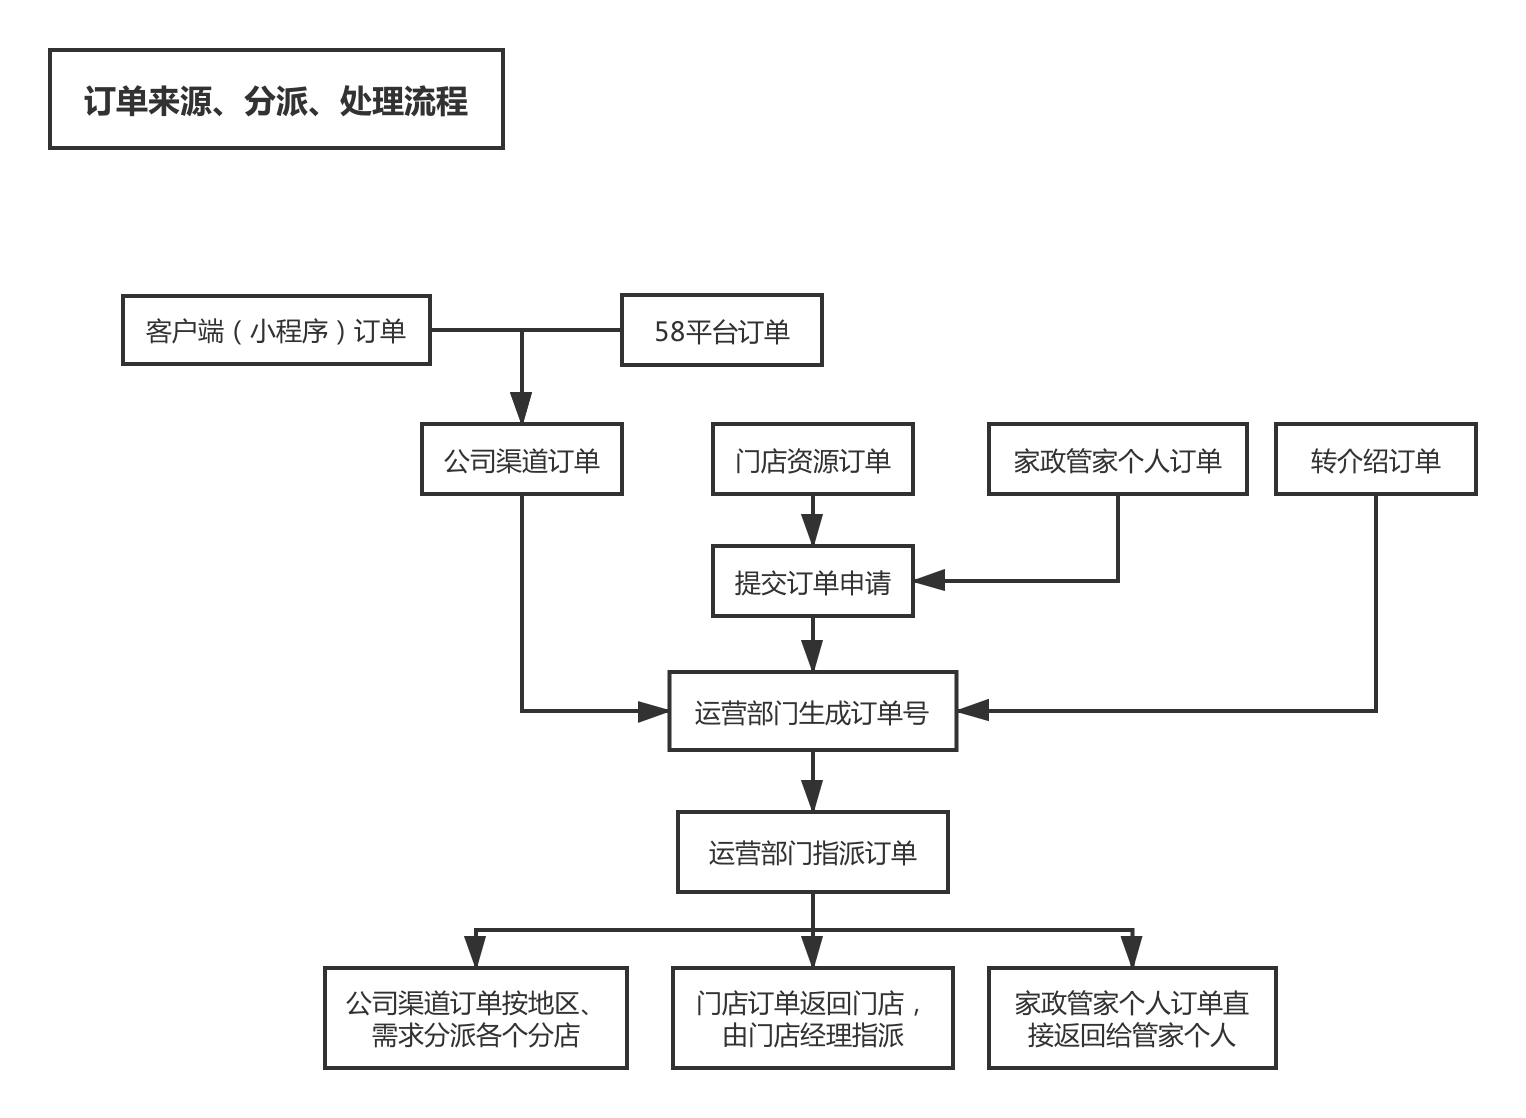 订单来源、分派、处理流程
客户端（小程序）订单
58平台订单
公司渠道订单
门店资源订单
家政管家个人订单
转介绍订单
提交订单申请
运营部门生成订单号
运营部门指派订单
公司渠道订单按地区、
需求分派各个分店
门店订单返回门店，
由门店经理指派
家政管家个人订单直
接返回给管家个人